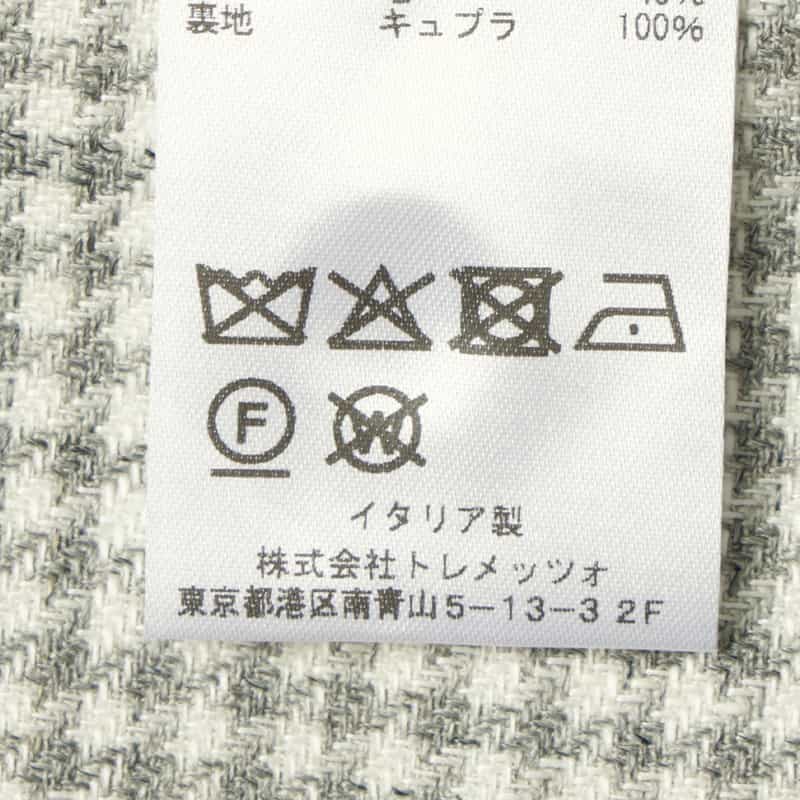 裏地 キュプラ 100%
F
W
イタリア製
株式会社トレメッツォ
東京都港区南青山5-13-3 2F